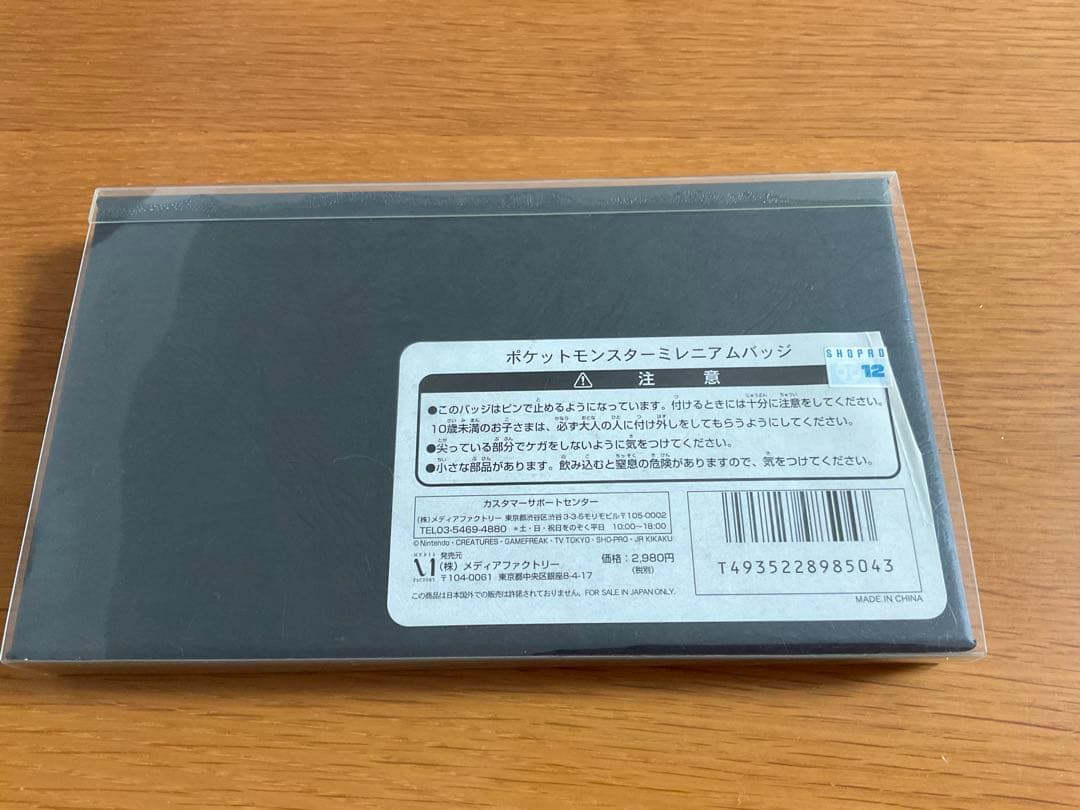 ポケットモンスターミレニアムバッジ
SHOPRO
12
⚠ 注意
●このバッジはピンで止めるようになっています。付けるときには十分に注意をしてください。
10歳未満のお子さまは、必ず大人の人に付け外しをしてもらうようにしてください。
●尖っている部分でケガをしないように気をつけてください。
●小さな部品があります。飲み込むと窒息の危険がありますので、気をつけてください。
カスタマーサポートセンター
(株)メディアファクトリー 東京都渋谷区渋谷3-3-5モリモビル〒105-0002
TEL03-5469-4880 *土・日・祝日をのぞく平日 10:00~18:00
©Nintendo・CREATURES・GAMEFREAK・TV TOKYO・SHO-PRO・JR KIKAKU
MEDIA FACTORY
発売元
(株)メディアファクトリー
〒104-0061 東京都中央区銀座8-4-17
価格:2,980円
(税別)
この商品は日本国外での販売は許諾されておりません。FOR SALE IN JAPAN ONLY.
T4935228985043
MADE IN CHINA